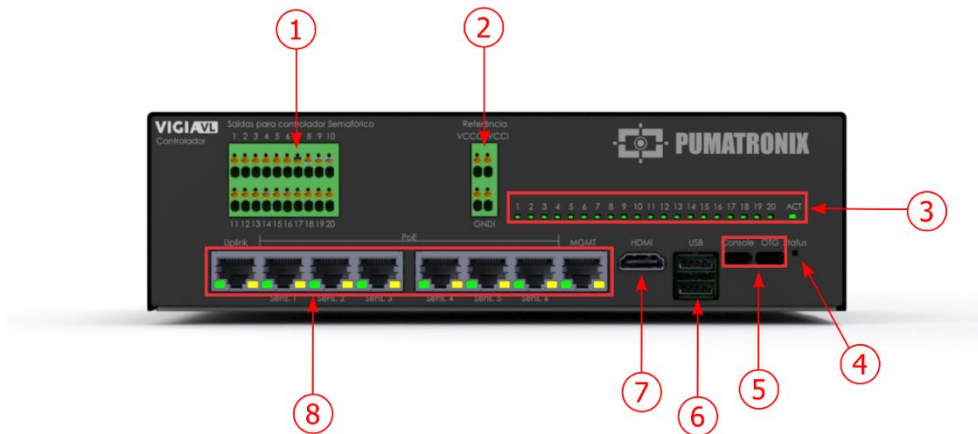 1
2
VIGIA VL
Controlador
Saídas para controlador Semafórico
1 2 3 4 5 6 7 8 9 10
11 12 13 14 15 16 17 18 19 20
Referência
VCCO VCCI
GNDI
PUMATRONIX
1 2 3 4 5 6 7 8 9 10 11 12 13 14 15 16 17 18 19 20 ACT
3
Uplink PoE MGMT HDMI USB Console OTG Status
Sens. 1 Sens. 2 Sens. 3 Sens. 4 Sens. 5 Sens. 6
4
5
6
7
8